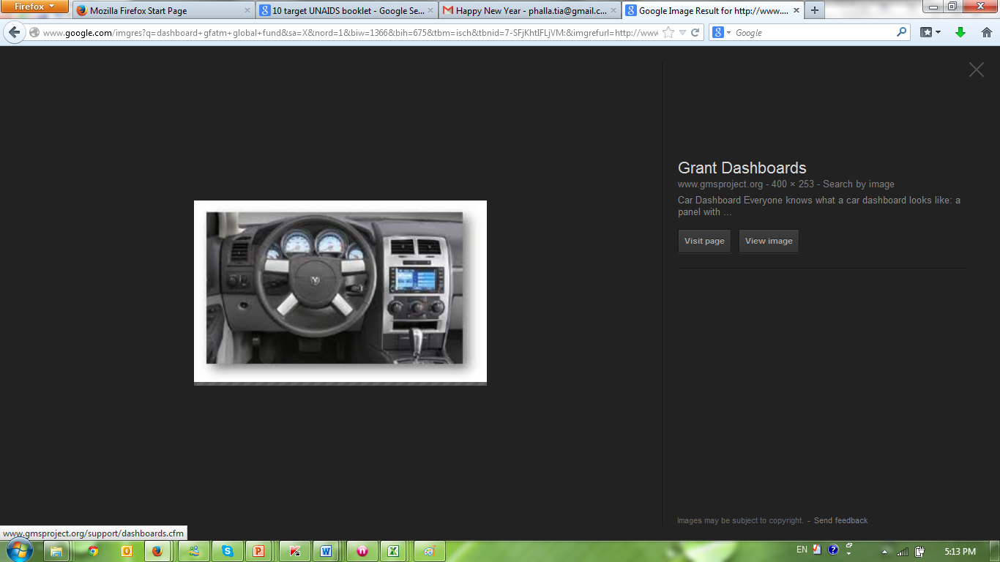 Firefox
Mozilla Firefox Start Page
10 target UNAIDS booklet - Google Se...
Happy New Year - phalla.tia@gmail.c...
Google Image Result for http://www....
www.google.com/imgres?q=dashboard+gfatm+global+fund&sa=X&nord=1&biw=1366&bih=675&tbm=isch&tbnid=7-SFjKhtIFLjVM:&imgrefurl=http://www
Google
Grant Dashboards
www.gmsproject.org - 400 × 253 - Search by image
Car Dashboard Everyone knows what a car dashboard looks like: a
panel with ...
Visit page
View image
Images may be subject to copyright. - Send feedback
www.gmsproject.org/support/dashboards.cfm
EN
5:13 PM